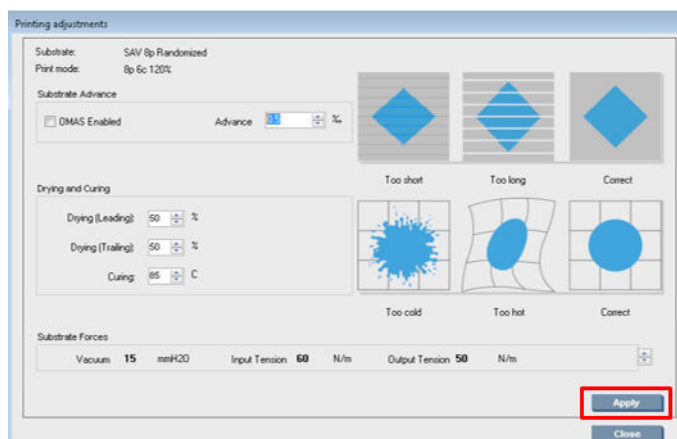 Printing adjustments
Substrate: SAV 8p Randomized
Print mode: 8p 6c 120%
Substrate Advance
OMAS Enabled Advance 0.5 ‰
Too short Too long Correct
Drying and Curing
Drying (Leading): 50 %
Drying (Trailing): 50 %
Curing: 85 C
Too cold Too hot Correct
Substrate Forces
Vacuum 15 mmH2O Input Tension 60 N/m Output Tension 50 N/m
Apply
Close